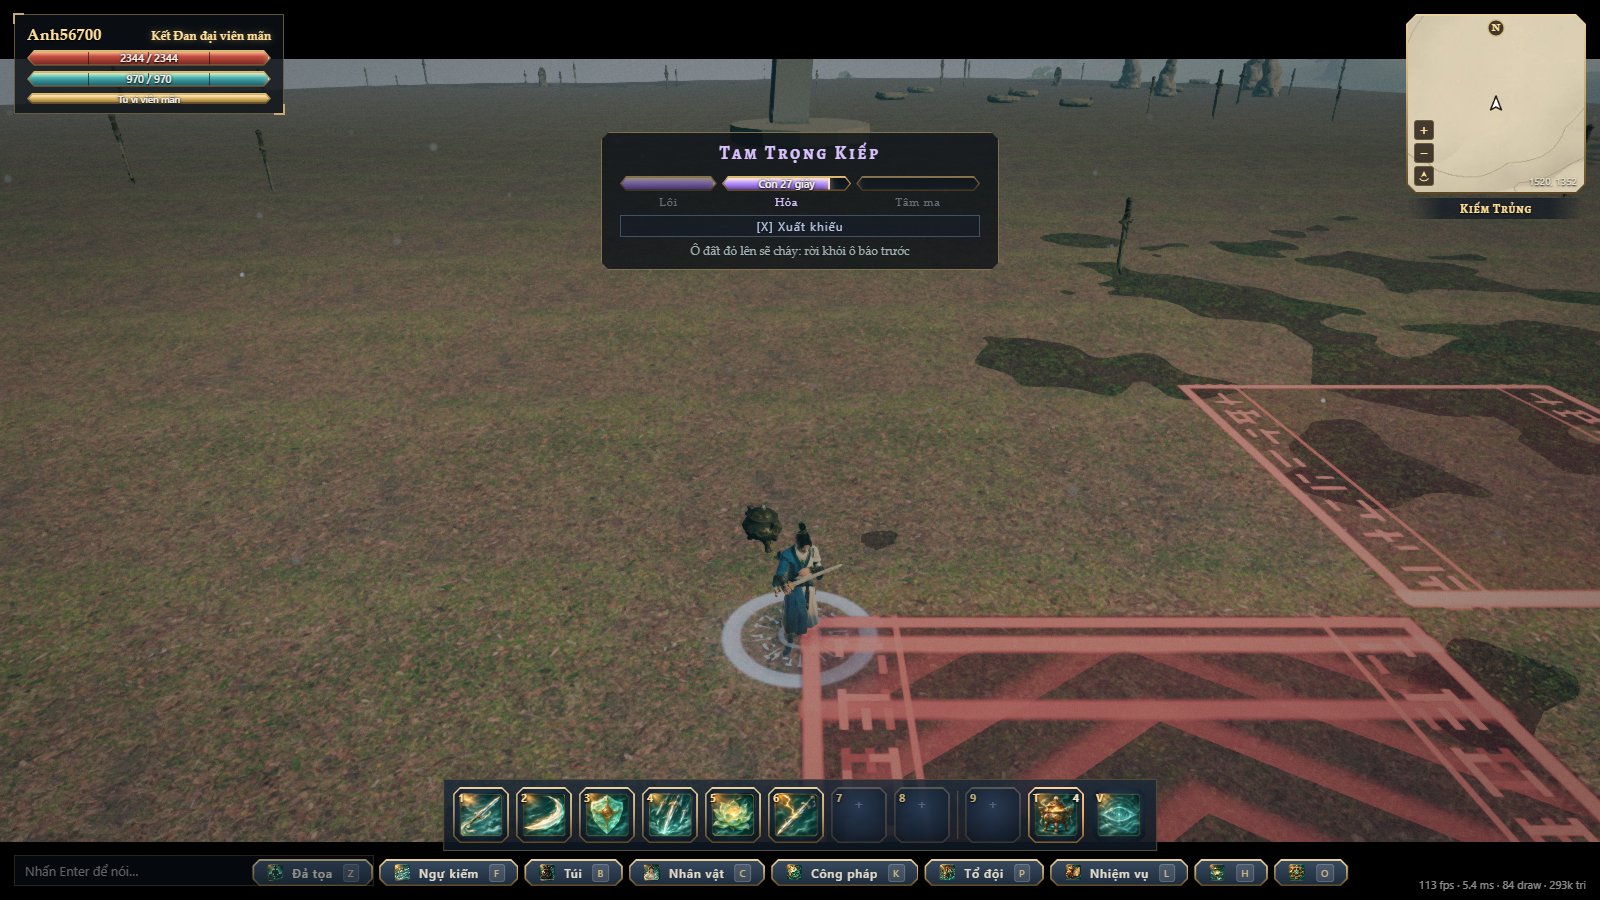 Anh56700
Kết Đan đại viên mãn
2344 / 2344
970 / 970
Tu vi viên mãn
N
+
−
1520, 1352
Kiếm Trủng
Tam Trọng Kiếp
Còn 27 giây
Lôi
Hỏa
Tâm ma
[X] Xuất khiếu
Ô đất đỏ lên sẽ cháy: rời khỏi ô báo trước
1
2
3
4
5
6
7 +
8 +
9 +
T 4
V
Nhấn Enter để nói...
Đả tọa Z
Ngự kiếm F
Túi B
Nhân vật C
Công pháp K
Tổ đội P
Nhiệm vụ L
H
O
113 fps · 5.4 ms · 84 draw · 293k tri